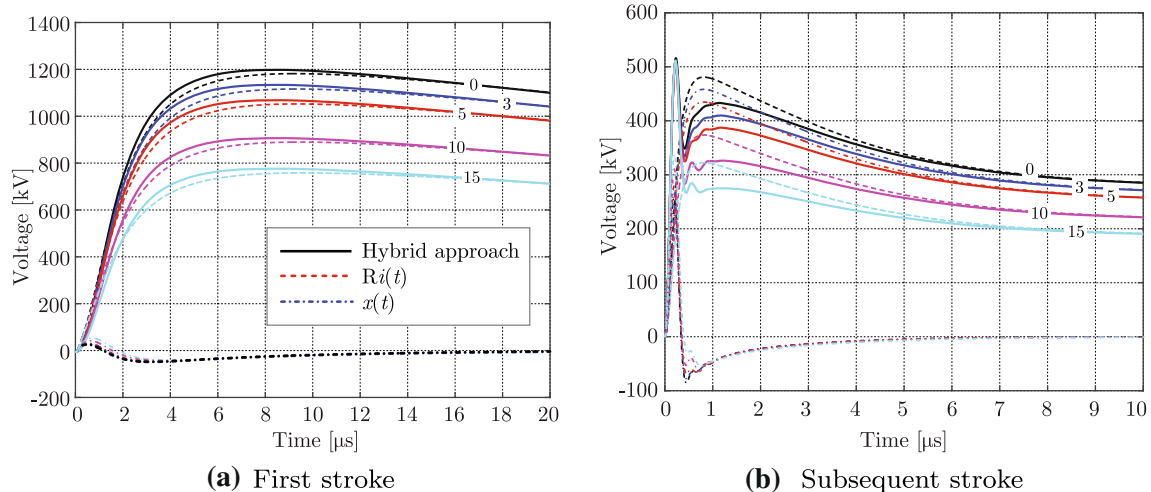 1400
1200
1000
800
600
400
200
0
-200
Voltage [kV]
0
3
5
10
15
Hybrid approach
Ri(t)
x(t)
0 2 4 6 8 10 12 14 16 18 20
Time [μs]
(a) First stroke
600
500
400
300
200
100
0
-100
Voltage [kV]
0
3
5
10
15
0 1 2 3 4 5 6 7 8 9 10
Time [μs]
(b) Subsequent stroke